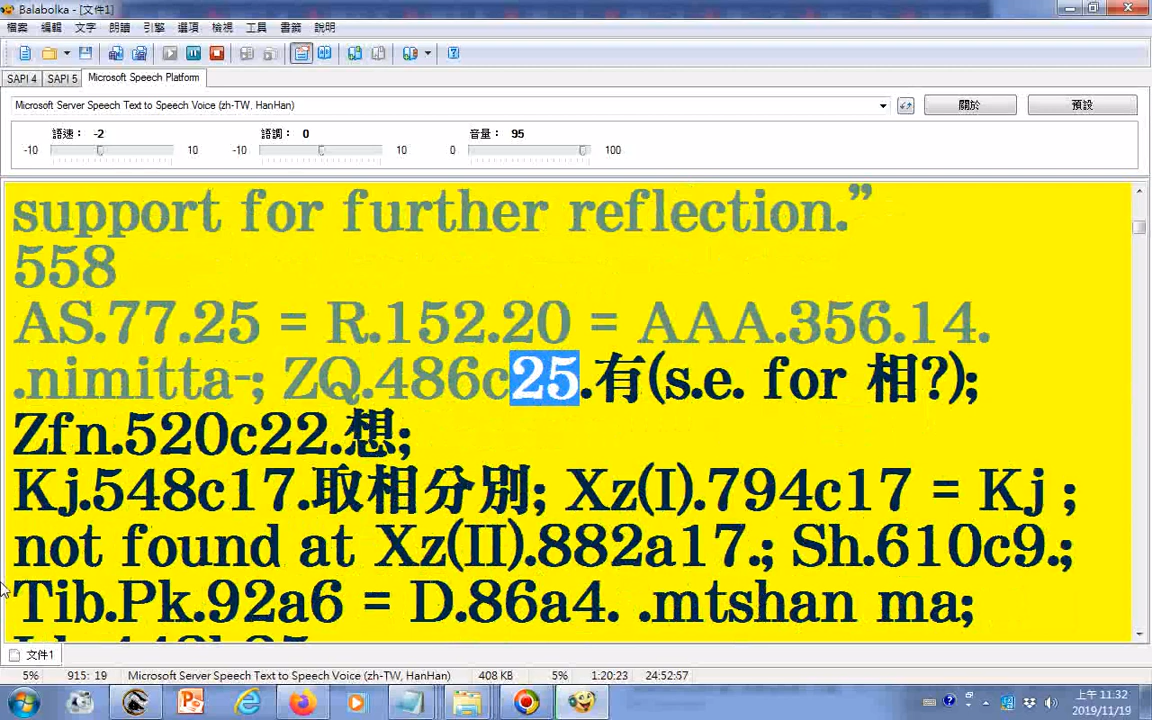 Balabolka - [文件1]
檔案 編輯 文字 朗讀 引擎 選項 檢視 工具 書籤 說明
SAPI 4 SAPI 5 Microsoft Speech Platform
Microsoft Server Speech Text to Speech Voice (zh-TW, HanHan) 關於 預設
語速： -2 語調： 0 音量： 95
-10 10 -10 10 0 100
support for further reflection.”
558
AS.77.25 = R.152.20 = AAA.356.14.
.nimitta-; ZQ.486c25.有(s.e. for 相?);
Zfn.520c22.想;
Kj.548c17.取相分別; Xz(I).794c17 = Kj ;
not found at Xz(II).882a17.; Sh.610c9.;
Tib.Pk.92a6 = D.86a4. .mtshan ma;
文件1
5% 915: 19 Microsoft Server Speech Text to Speech Voice (zh-TW, HanHan) 408 KB 5% 1:20:23 24:52:57
上午 11:32
2019/11/19